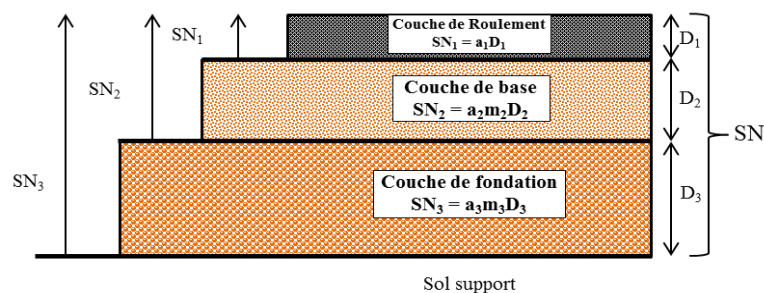 Couche de Roulement
SN₁ = a₁D₁
SN₁
D₁
Couche de base
SN₂ = a₂m₂D₂
SN₂
D₂
SN
Couche de fondation
SN₃ = a₃m₃D₃
SN₃
D₃
Sol support